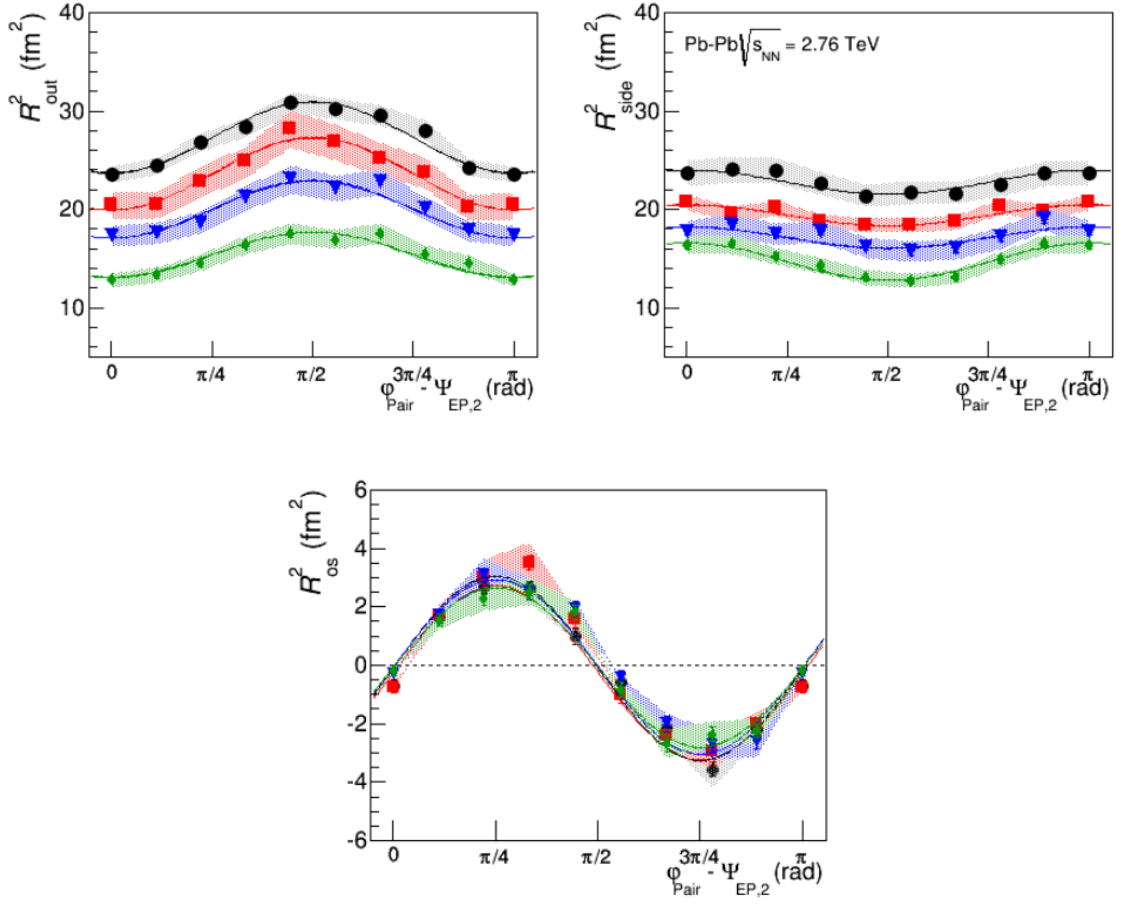 R²out (fm²)
40
30
20
10
0
π/4
π/2
3π/4
π
φPair - ΨEP,2 (rad)
R²side (fm²)
Pb-Pb √sNN = 2.76 TeV
40
30
20
10
0
π/4
π/2
3π/4
π
φPair - ΨEP,2 (rad)
R²os (fm²)
6
4
2
0
-2
-4
-6
0
π/4
π/2
3π/4
π
φPair - ΨEP,2 (rad)